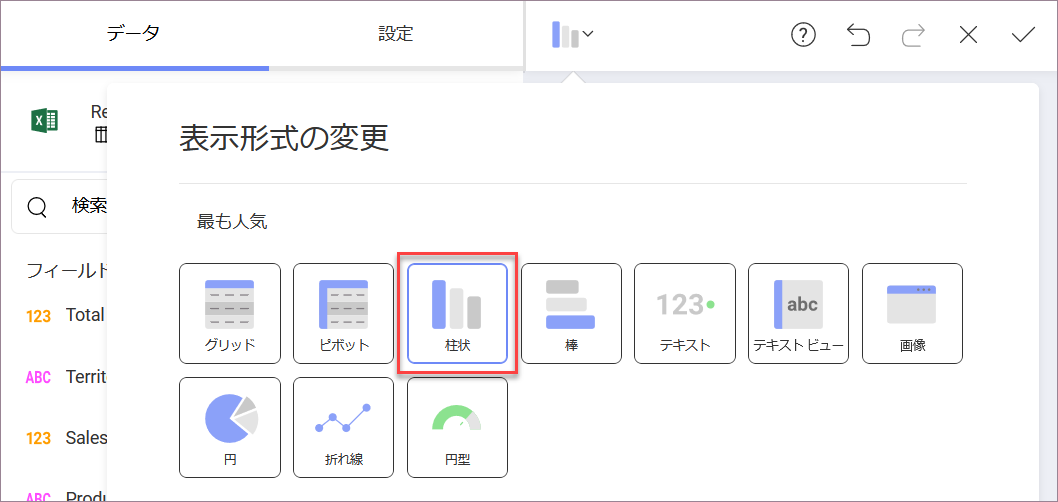 データ 設定
Re
表示形式の変更
検索
最も人気
フィールド
グリッド ピボット 柱状 棒 123 テキスト abc テキスト ビュー 画像
123 Total
ABC Territo
123 Sales
円 折れ線 円型
ABC Produ